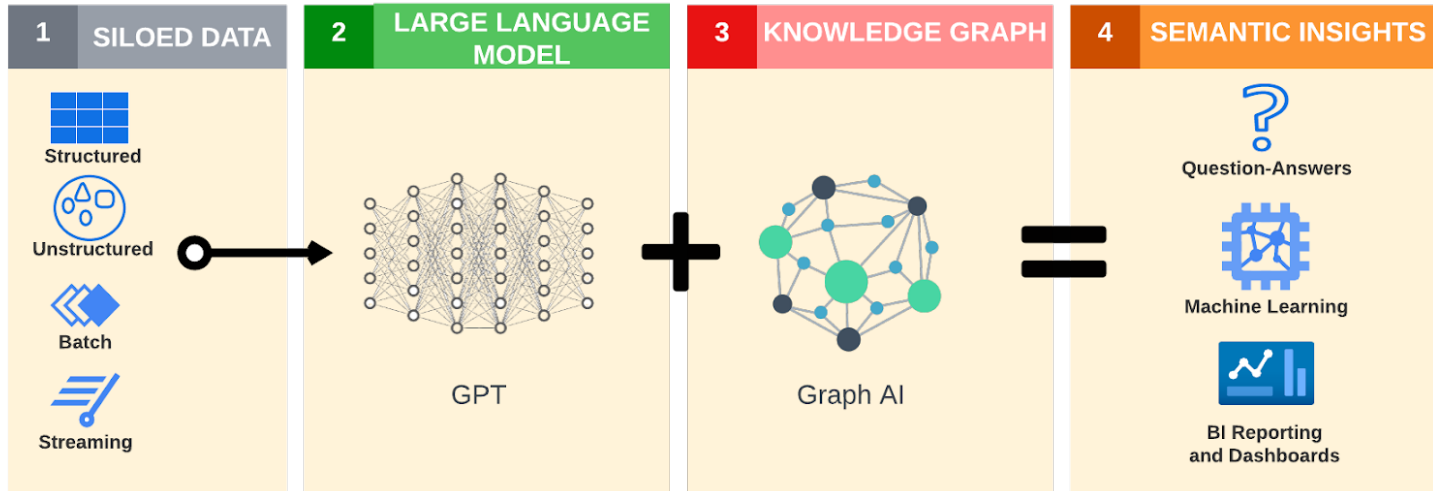 1
SILOED DATA
Structured
Unstructured
Batch
Streaming
2
LARGE LANGUAGE
MODEL
GPT
3
KNOWLEDGE GRAPH
Graph AI
4
SEMANTIC INSIGHTS
Question-Answers
Machine Learning
BI Reporting
and Dashboards